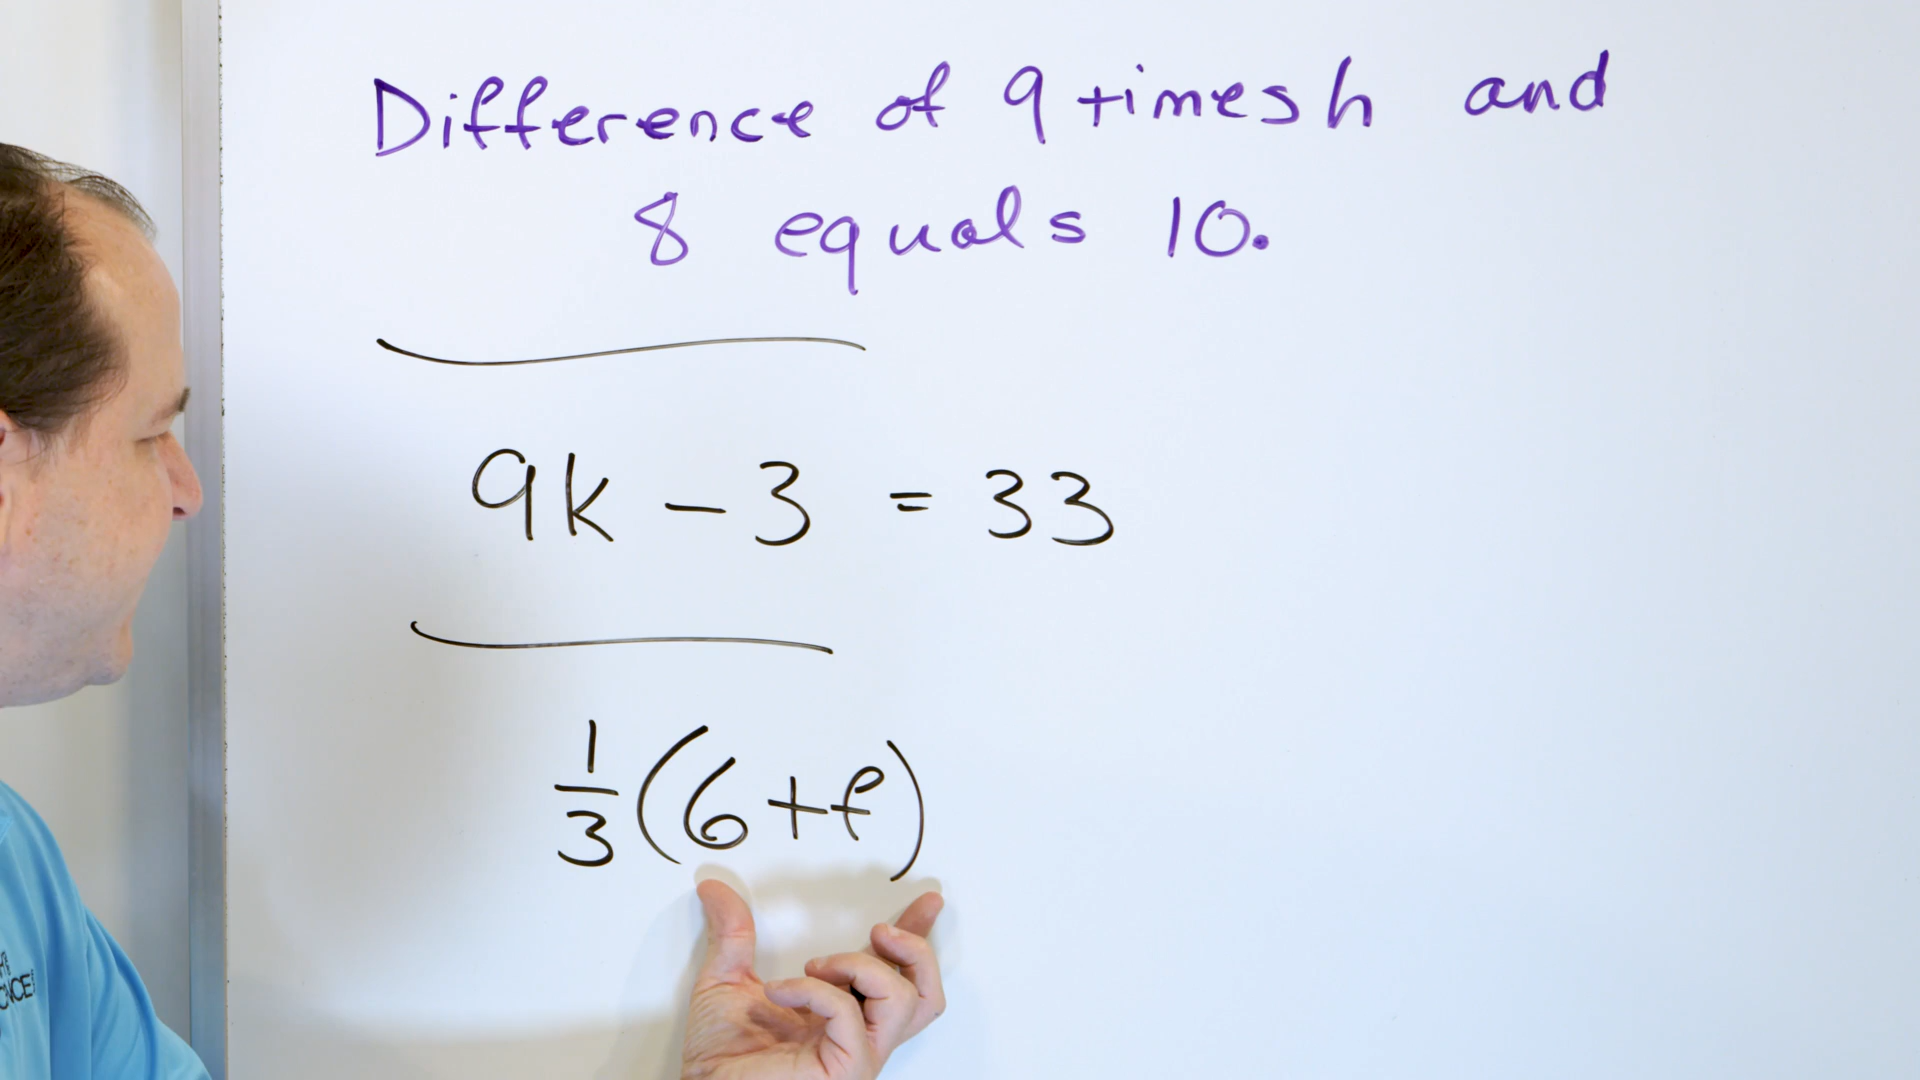 Difference of 9 times h and
8 equals 10.
9k - 3 = 33
1/3 (6+f)